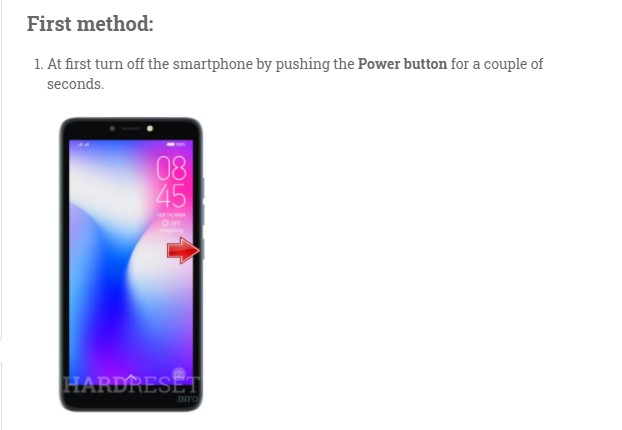 First method:
1. At first turn off the smartphone by pushing the Power button for a couple of
seconds.
08
45
HARDRESET
.INFO